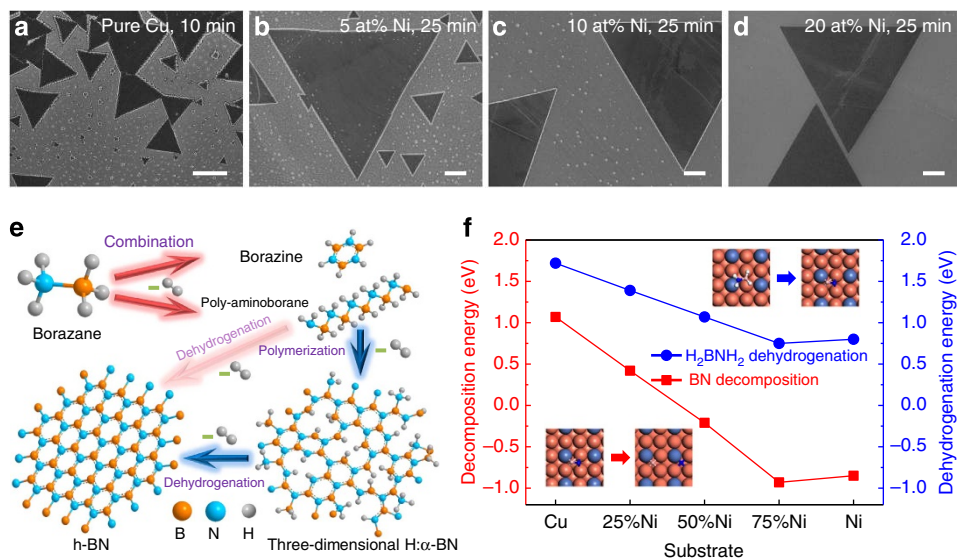 a Pure Cu, 10 min
b 5 at% Ni, 25 min
c 10 at% Ni, 25 min
d 20 at% Ni, 25 min
e
Combination
Borazine
Borazane
Poly-aminoborane
Dehydrogenation
Polymerization
Dehydrogenation
B N H
h-BN
Three-dimensional H:α-BN
f
2.0
1.5
1.0
0.5
0.0
−0.5
−1.0
Decomposition energy (eV)
H₂BNH₂ dehydrogenation
BN decomposition
2.0
1.5
1.0
0.5
0.0
−0.5
−1.0
Dehydrogenation energy (eV)
Cu 25%Ni 50%Ni 75%Ni Ni
Substrate